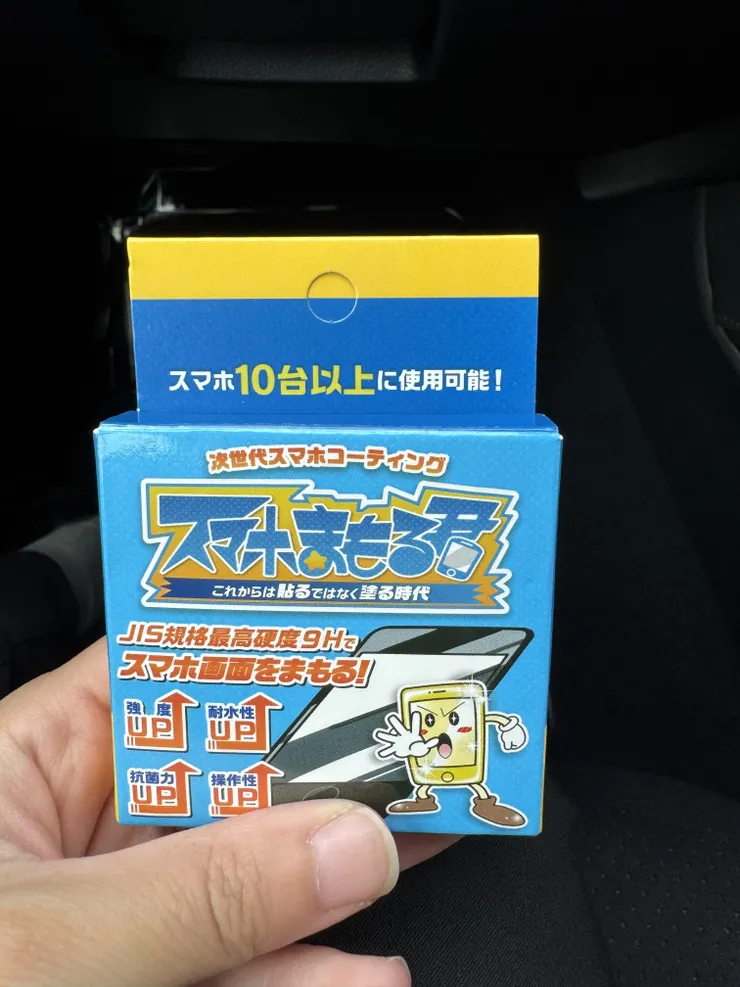 スマホ10台以上に使用可能！
次世代スマホコーティング
スマホまもる君
これからは貼るではなく塗る時代
JIS規格最高硬度9Hで
スマホ画面をまもる！
強度UP
耐水性UP
抗菌力UP
操作性UP